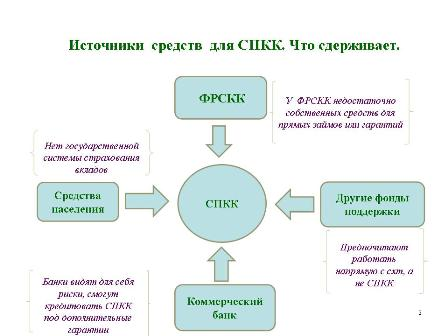 Источники средств для СПКК. Что сдерживает.
ФРСКК
У ФРСКК недостаточно
собственных средств для
прямых займов или гарантий
Нет государственной
системы страхования
вкладов
Средства
населения
СПКК
Другие фонды
поддержки
Предпочитают
работать
напрямую с схт, а
не СПКК
Банки видят для себя
риски, смогут
кредитовать СПКК
под дополнительные
гарантии
Коммерческий
банк
2